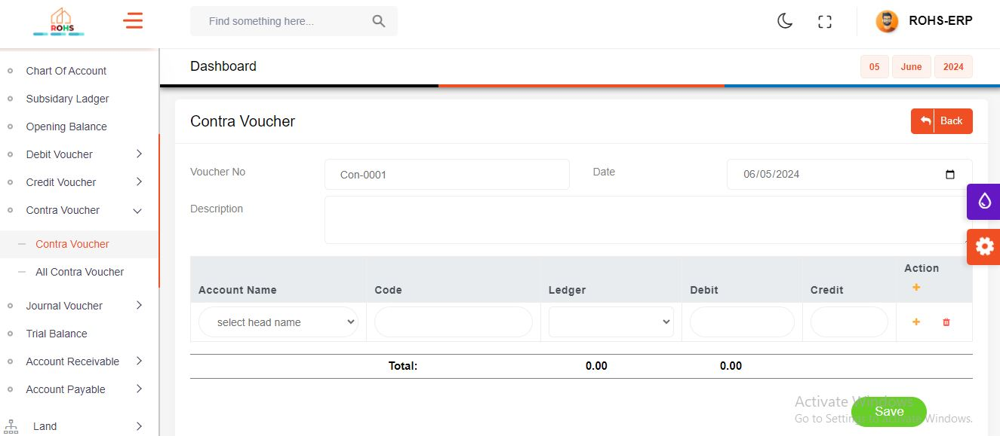 ROHS
Find something here...
ROHS-ERP
Chart Of Account
Subsidary Ledger
Opening Balance
Debit Voucher
Credit Voucher
Contra Voucher
Contra Voucher
All Contra Voucher
Journal Voucher
Trial Balance
Account Receivable
Account Payable
Land
Dashboard
05 June 2024
Contra Voucher
Back
Voucher No
Con-0001
Date
06/05/2024
Description
Account Name Code Ledger Debit Credit Action
select head name
Total: 0.00 0.00
Save
Activate Windows
Go to Settings to activate Windows.